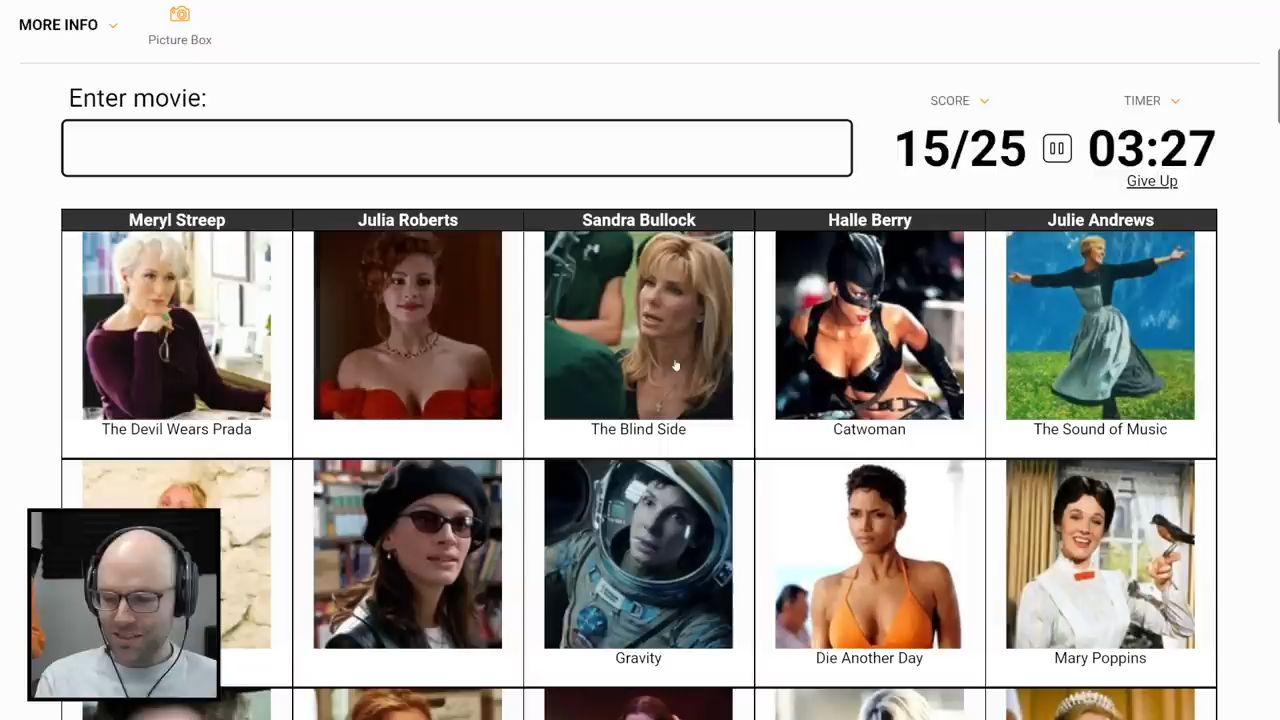 MORE INFO
Picture Box
Enter movie:
SCORE
TIMER
15/25
03:27
Give Up
Meryl Streep
Julia Roberts
Sandra Bullock
Halle Berry
Julie Andrews
The Devil Wears Prada
The Blind Side
Catwoman
The Sound of Music
Gravity
Die Another Day
Mary Poppins